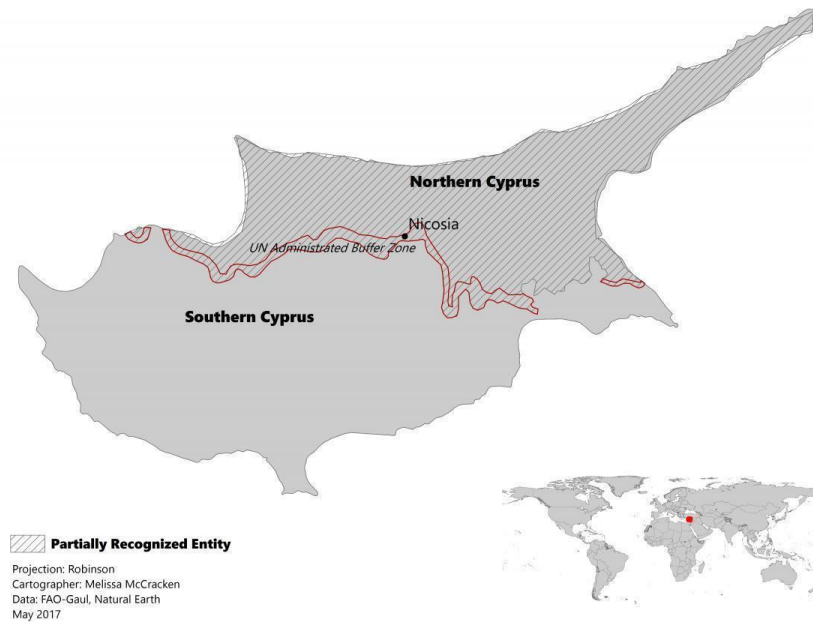 Northern Cyprus
Nicosia
UN Administrated Buffer Zone
Southern Cyprus
Partially Recognized Entity
Projection: Robinson
Cartographer: Melissa McCracken
Data: FAO-Gaul, Natural Earth
May 2017